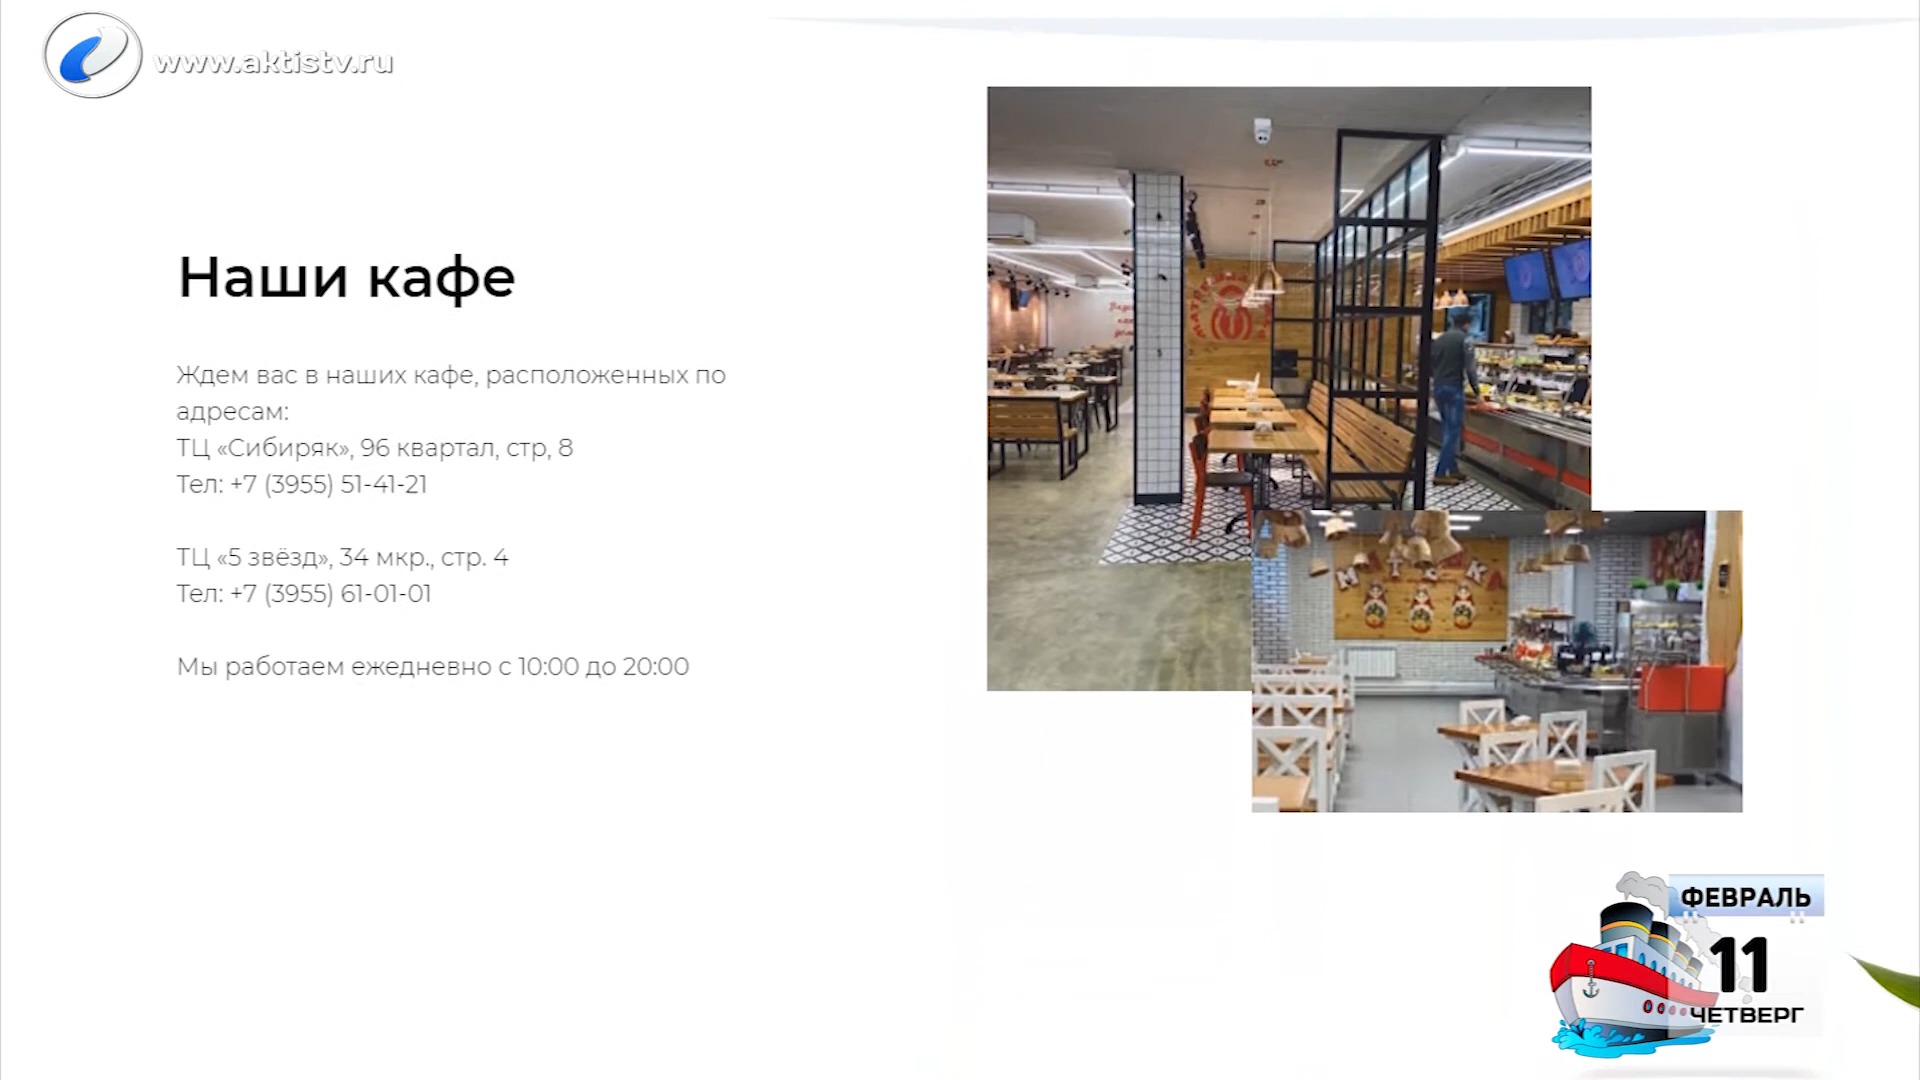 www.aktistv.ru
Наши кафе
Ждем вас в наших кафе, расположенных по
адресам:
ТЦ «Сибиряк», 96 квартал, стр, 8
Тел: +7 (3955) 51-41-21
ТЦ «5 звёзд», 34 мкр., стр. 4
Тел: +7 (3955) 61-01-01
Мы работаем ежедневно с 10:00 до 20:00
ФЕВРАЛЬ
11
ЧЕТВЕРГ